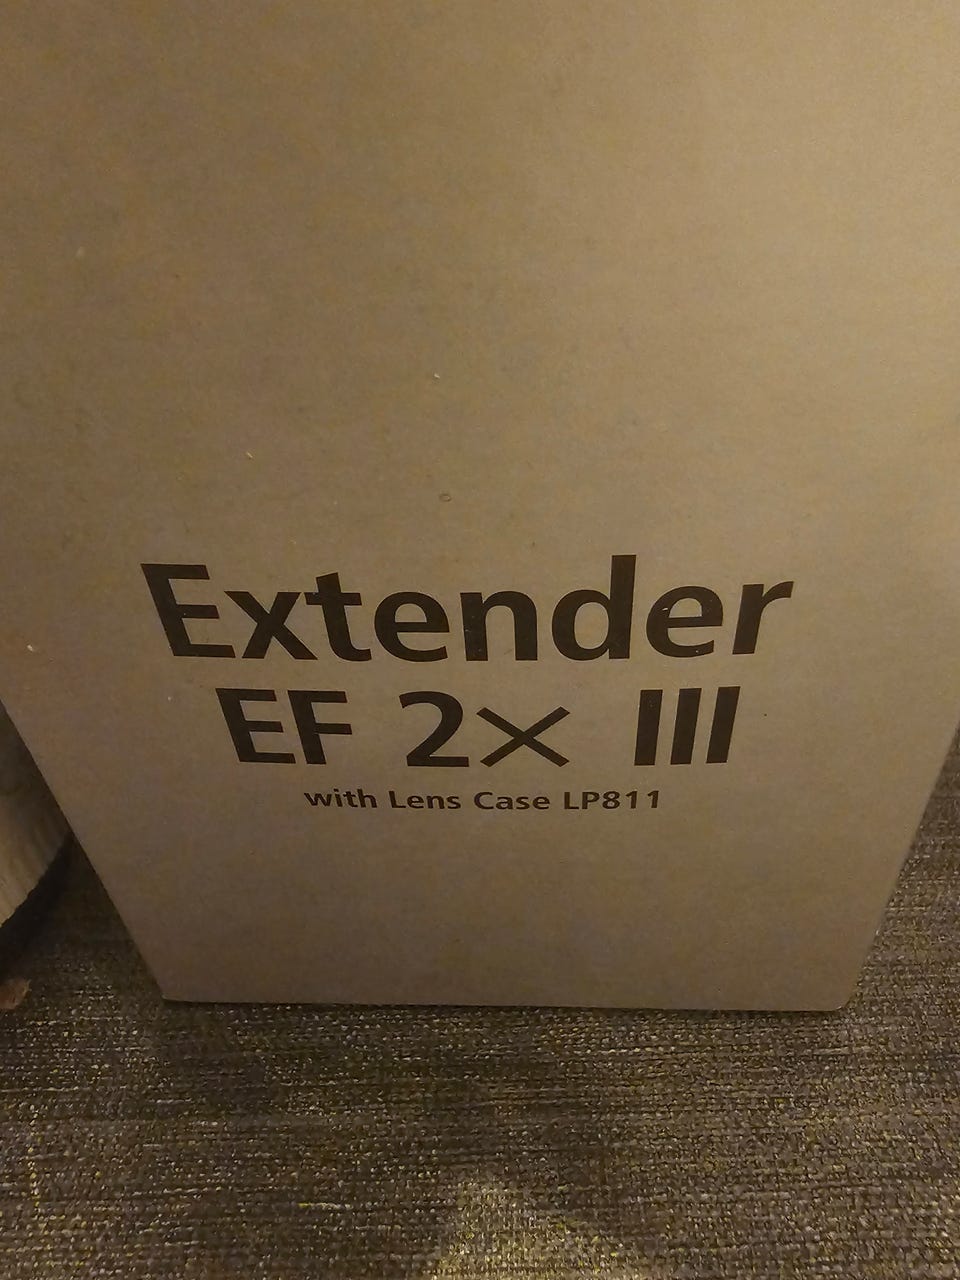 Extender
EF 2× III
with Lens Case LP811